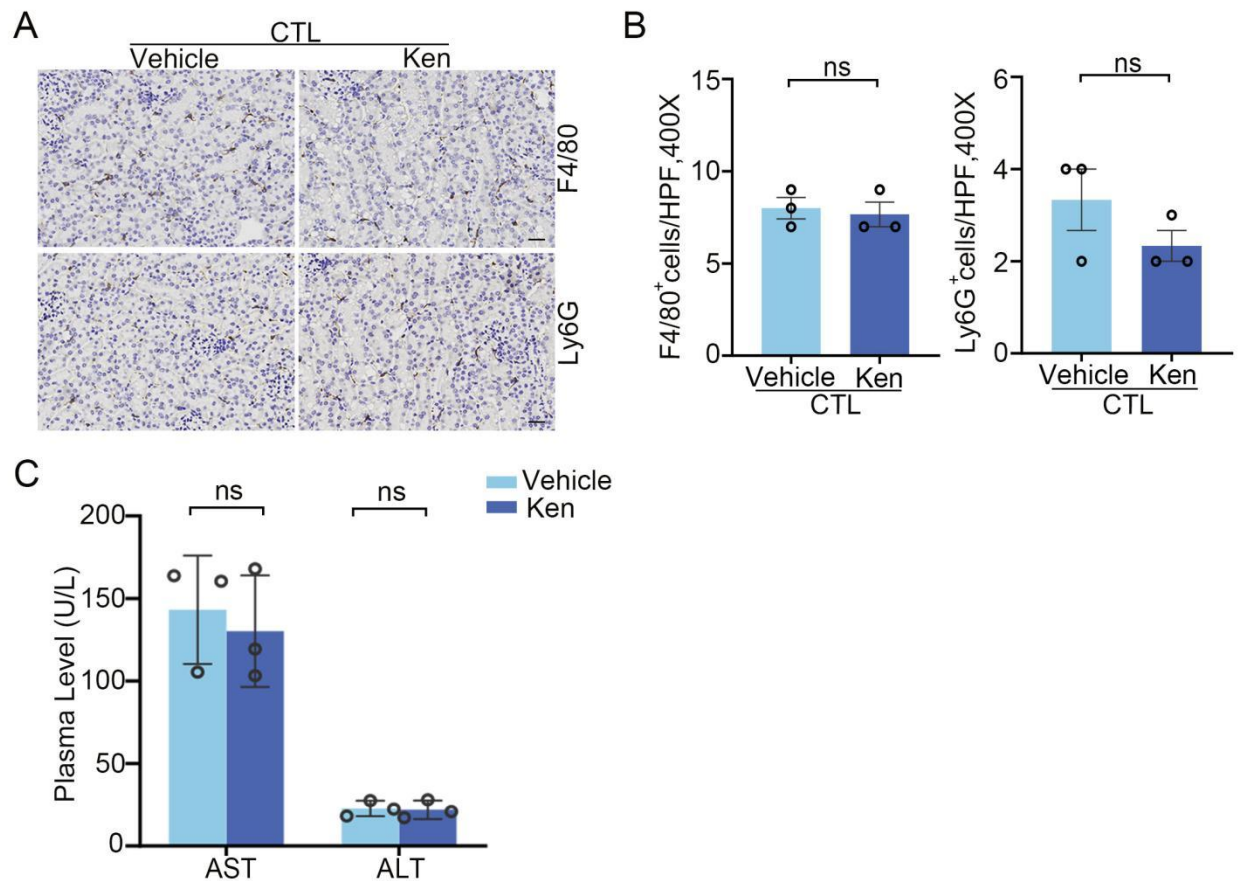 A
CTL
Vehicle
Ken
F4/80
Ly6G
B
ns
15
10
5
0
F4/80+cells/HPF,400X
Vehicle
Ken
CTL
ns
6
4
2
0
Ly6G+cells/HPF,400X
Vehicle
Ken
CTL
C
Vehicle
Ken
ns
ns
200
150
100
50
0
Plasma Level (U/L)
AST
ALT